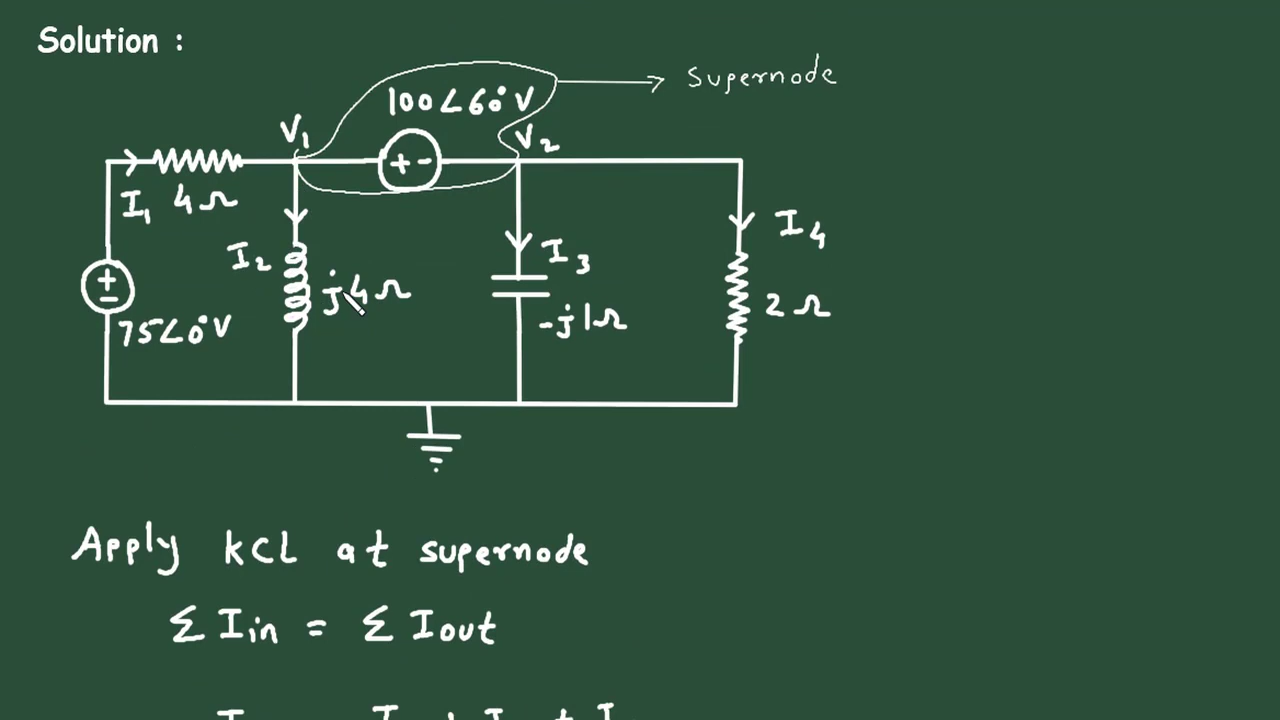 Solution :
Supernode
100∠60° V
V1
V2
I1 4Ω
I2
j4Ω
I3
-j1Ω
I4
2Ω
+ -
+
-
75∠0° V
Apply KCL at supernode
Σ Iin = Σ Iout